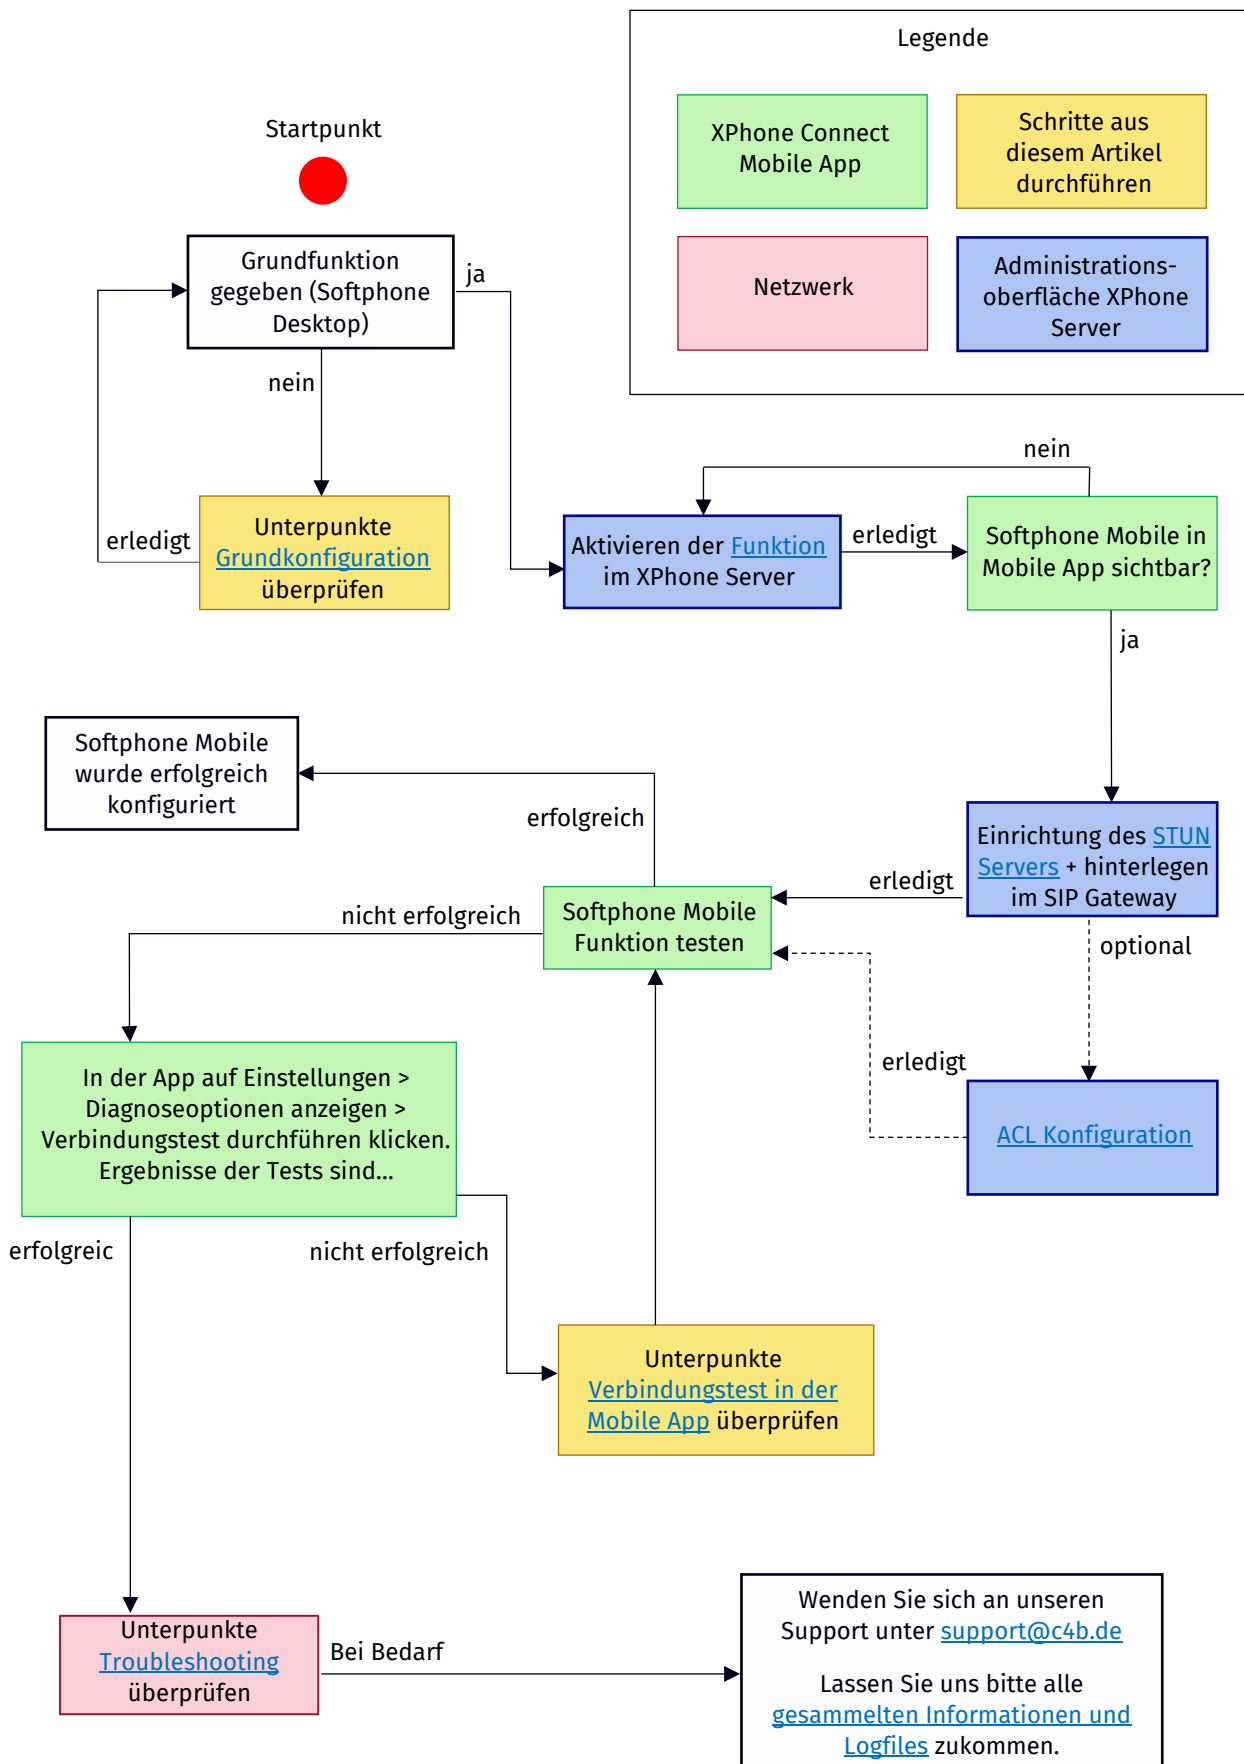 Legende
XPhone Connect
Mobile App
Schritte aus
diesem Artikel
durchführen
Netzwerk
Administrations-
oberfläche XPhone
Server
Startpunkt
Grundfunktion
gegeben (Softphone
Desktop)
ja
nein
Unterpunkte
Grundkonfiguration
überprüfen
erledigt
Aktivieren der Funktion
im XPhone Server
erledigt
nein
Softphone Mobile in
Mobile App sichtbar?
ja
Softphone Mobile
wurde erfolgreich
konfiguriert
erfolgreich
Einrichtung des STUN
Servers + hinterlegen
im SIP Gateway
erledigt
optional
Softphone Mobile
Funktion testen
nicht erfolgreich
erledigt
ACL Konfiguration
In der App auf Einstellungen >
Diagnoseoptionen anzeigen >
Verbindungstest durchführen klicken.
Ergebnisse der Tests sind...
erfolgreic
nicht erfolgreich
Unterpunkte
Verbindungstest in der
Mobile App überprüfen
Unterpunkte
Troubleshooting
überprüfen
Bei Bedarf
Wenden Sie sich an unseren
Support unter support@c4b.de
Lassen Sie uns bitte alle
gesammelten Informationen und
Logfiles zukommen.